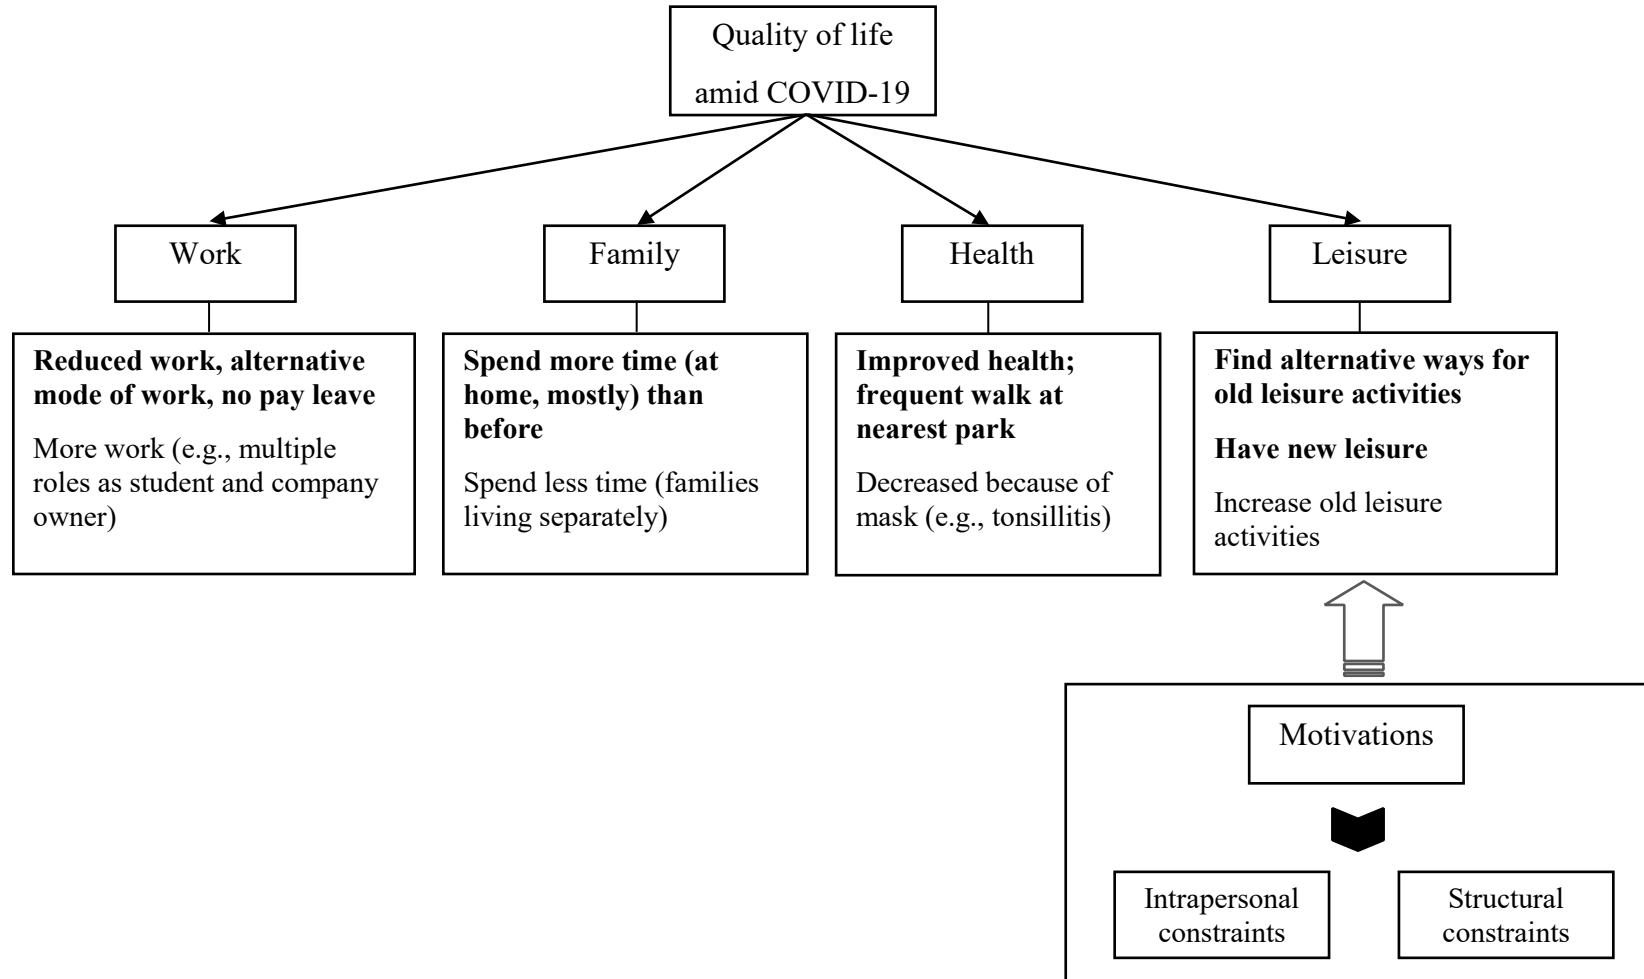 Quality of life
amid COVID-19
Work
Family
Health
Leisure
Reduced work, alternative
mode of work, no pay leave
More work (e.g., multiple
roles as student and company
owner)
Spend more time (at
home, mostly) than
before
Spend less time (families
living separately)
Improved health;
frequent walk at
nearest park
Decreased because of
mask (e.g., tonsillitis)
Find alternative ways for
old leisure activities
Have new leisure
Increase old leisure
activities
Motivations
Intrapersonal
constraints
Structural
constraints